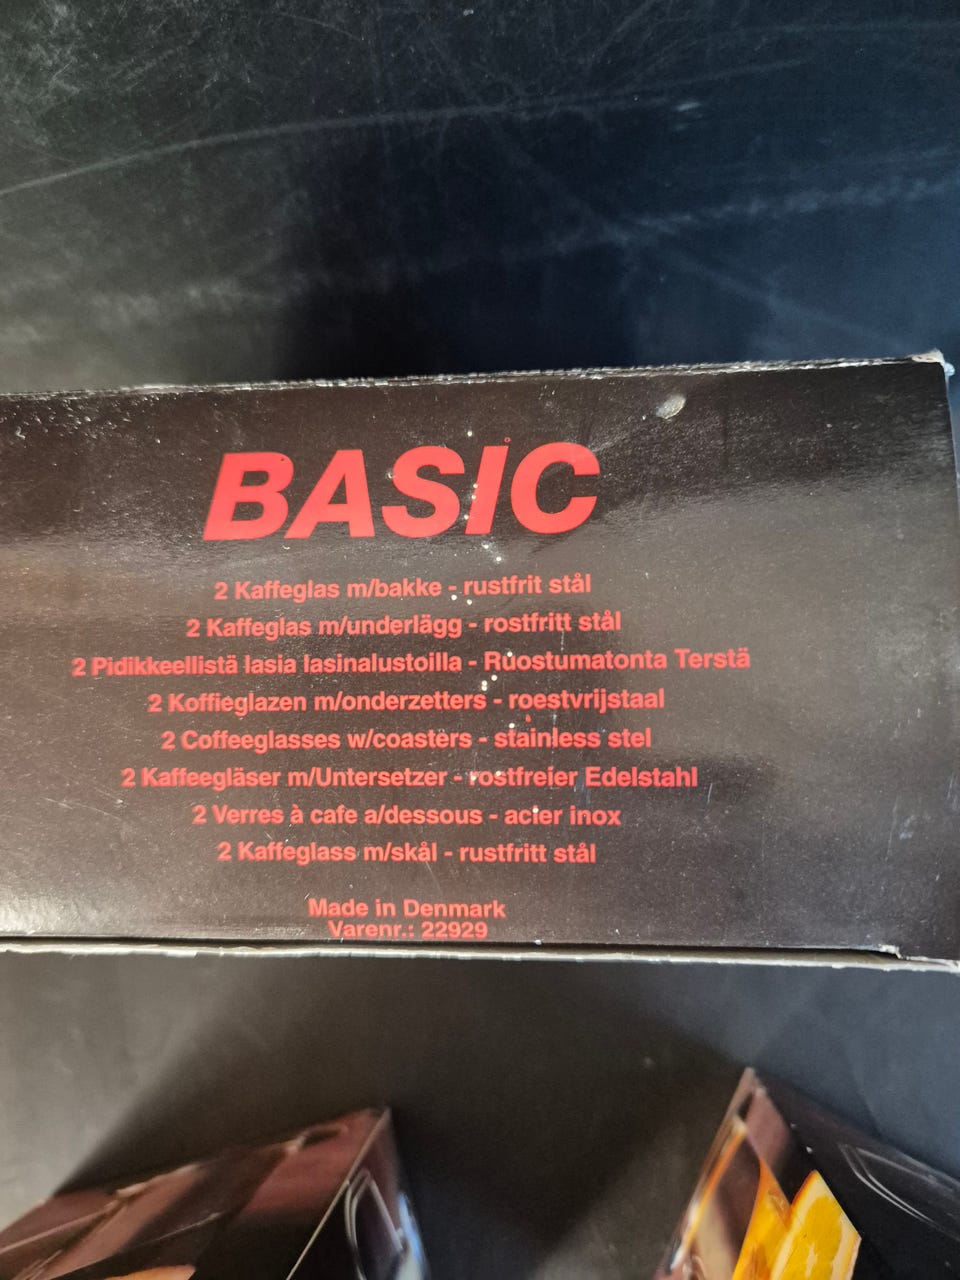 BASIC
2 Kaffeglas m/bakke - rustfrit stål
2 Kaffeglas m/underlägg - rostfritt stål
2 Pidikkeellistä lasia lasinalustoilla - Ruostumatonta Terstä
2 Koffieglazen m/onderzetters - roestvrijstaal
2 Coffeeglasses w/coasters - stainless stel
2 Kaffeegläser m/Untersetzer - rostfreier Edelstahl
2 Verres à cafe a/dessous - acier inox
2 Kaffeglass m/skål - rustfritt stål
Made in Denmark
Varenr.: 22929